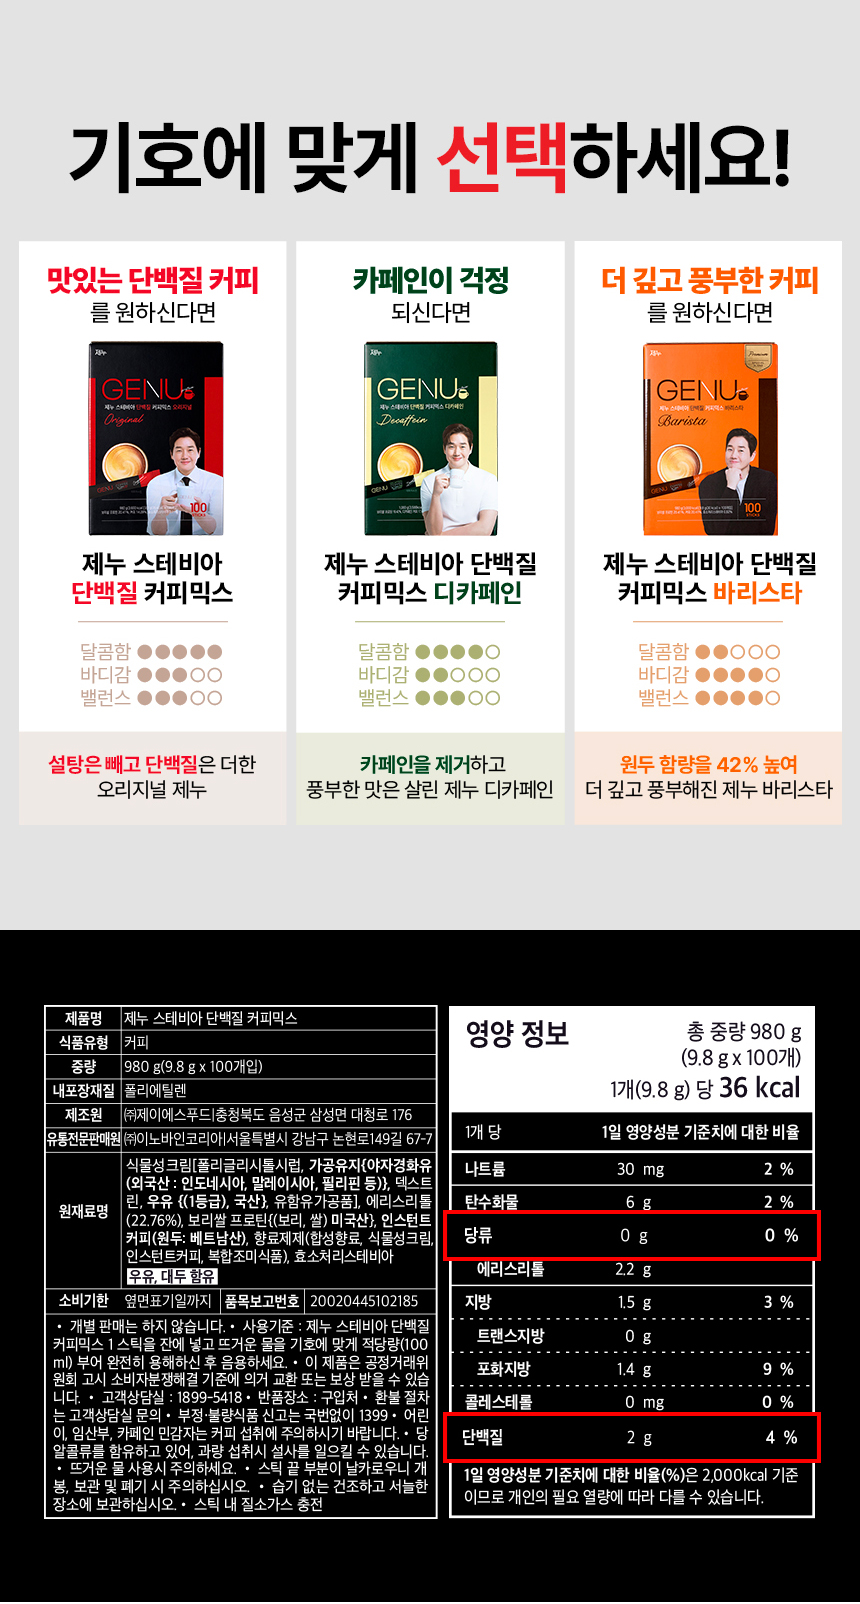 기호에 맞게 선택하세요!
맛있는 단백질 커피
를 원하신다면
제누
GENU
제누 스테비아 단백질 커피믹스 오리지널
Original
GENU
100
STICKS
제누 스테비아
단백질 커피믹스
달콤함
바디감
밸런스
설탕은 빼고 단백질은 더한
오리지널 제누
카페인이 걱정
되신다면
제누
GENU
제누 스테비아 단백질 커피믹스 디카페인
Decaffein
GENU
제누 스테비아 단백질
커피믹스 디카페인
달콤함
바디감
밸런스
카페인을 제거하고
풍부한 맛은 살린 제누 디카페인
더 깊고 풍부한 커피
를 원하신다면
제누
Premium
GENU
제누 스테비아 단백질 커피믹스 바리스타
Barista
GENU
100
STICKS
제누 스테비아 단백질
커피믹스 바리스타
달콤함
바디감
밸런스
원두 함량을 42% 높여
더 깊고 풍부해진 제누 바리스타
제품명 제누 스테비아 단백질 커피믹스
식품유형 커피
중량 980 g(9.8 g x 100개입)
내포장재질 폴리에틸렌
제조원 ㈜제이에스푸드|충청북도 음성군 삼성면 대청로 176
유통전문판매원 ㈜이노바인코리아|서울특별시 강남구 논현로149길 67-7
원재료명
식물성크림[폴리글리시톨시럽, 가공유지{야자경화유
(외국산 : 인도네시아, 말레이시아, 필리핀 등)}, 덱스트
린, 우유 {(1등급), 국산}, 유함유가공품], 에리스리톨
(22.76%), 보리쌀 프로틴{(보리, 쌀) 미국산}, 인스턴트
커피(원두: 베트남산), 향료제제(합성향료, 식물성크림,
인스턴트커피, 복합조미식품), 효소처리스테비아
우유, 대두 함유
소비기한 옆면표기일까지 품목보고번호 20020445102185
• 개별 판매는 하지 않습니다. • 사용기준 : 제누 스테비아 단백질
커피믹스 1 스틱을 잔에 넣고 뜨거운 물을 기호에 맞게 적당량(100
ml) 부어 완전히 용해하신 후 음용하세요. • 이 제품은 공정거래위
원회 고시 소비자분쟁해결 기준에 의거 교환 또는 보상 받을 수 있습
니다. • 고객상담실 : 1899-5418 • 반품장소 : 구입처 • 환불 절차
는 고객상담실 문의 • 부정·불량식품 신고는 국번없이 1399 • 어린
이, 임산부, 카페인 민감자는 커피 섭취에 주의하시기 바랍니다. • 당
알콜류를 함유하고 있어, 과량 섭취시 설사를 일으킬 수 있습니다.
• 뜨거운 물 사용시 주의하세요. • 스틱 끝 부분이 날카로우니 개
봉, 보관 및 폐기 시 주의하십시오. • 습기 없는 건조하고 서늘한
장소에 보관하십시오. • 스틱 내 질소가스 충전
영양 정보
총 중량 980 g
(9.8 g x 100개)
1개(9.8 g) 당 36 kcal
1개 당 1일 영양성분 기준치에 대한 비율
나트륨 30 mg 2 %
탄수화물 6 g 2 %
당류 0 g 0 %
에리스리톨 2.2 g
지방 1.5 g 3 %
트랜스지방 0 g
포화지방 1.4 g 9 %
콜레스테롤 0 mg 0 %
단백질 2 g 4 %
1일 영양성분 기준치에 대한 비율(%)은 2,000kcal 기준
이므로 개인의 필요 열량에 따라 다를 수 있습니다.